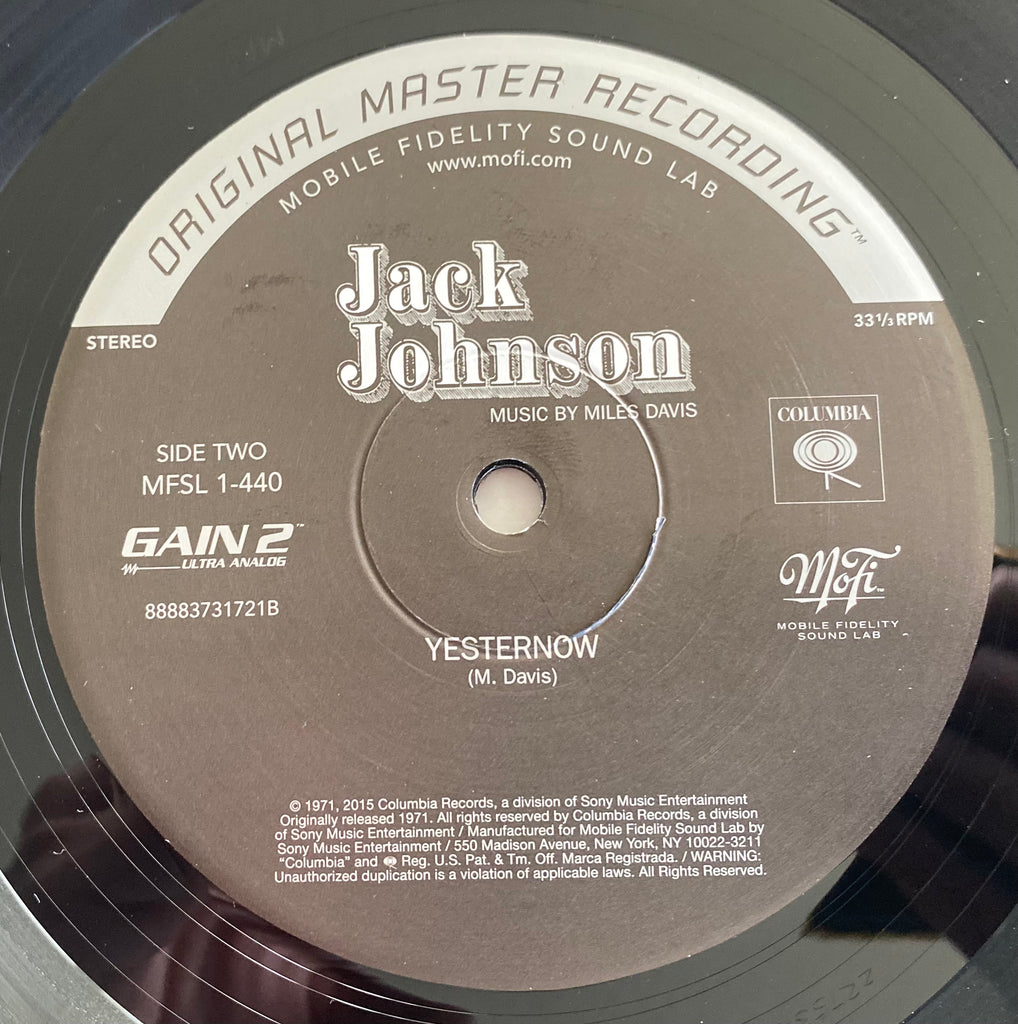 ORIGINAL MASTER RECORDING™
MOBILE FIDELITY SOUND LAB
www.mofi.com
Jack
Johnson
MUSIC BY MILES DAVIS
STEREO
33⅓ RPM
SIDE TWO
MFSL 1-440
GAIN 2™
ULTRA ANALOG
88883731721B
COLUMBIA
MoFi™
MOBILE FIDELITY
SOUND LAB
YESTERNOW
(M. Davis)
© 1971, 2015 Columbia Records, a division of Sony Music Entertainment
Originally released 1971. All rights reserved by Columbia Records, a division
of Sony Music Entertainment / Manufactured for Mobile Fidelity Sound Lab by
Sony Music Entertainment / 550 Madison Avenue, New York, NY 10022-3211
"Columbia" and Reg. U.S. Pat. & Tm. Off. Marca Registrada. / WARNING:
Unauthorized duplication is a violation of applicable laws. All Rights Reserved.